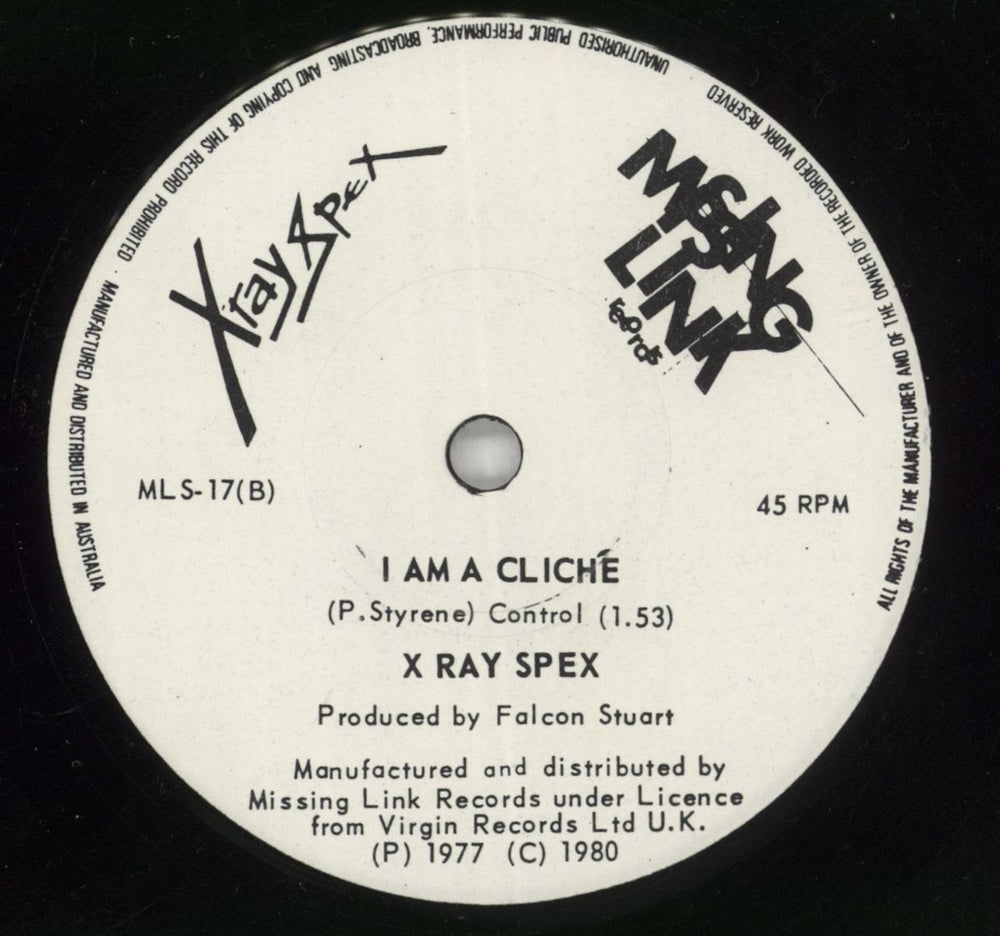 UNAUTHORISED PUBLIC PERFORMANCE, BROADCASTING AND COPYING OF THIS RECORD PROHIBITED · MANUFACTURED AND DISTRIBUTED IN AUSTRALIA
ALL RIGHTS OF THE MANUFACTURER AND OF THE OWNER OF THE RECORDED WORK RESERVED
X ray Spex
MISSING
LINK
records
MLS-17(B)
45 RPM
I AM A CLICHÉ
(P.Styrene) Control (1.53)
X RAY SPEX
Produced by Falcon Stuart
Manufactured and distributed by
Missing Link Records under Licence
from Virgin Records Ltd U.K.
(P) 1977 (C) 1980